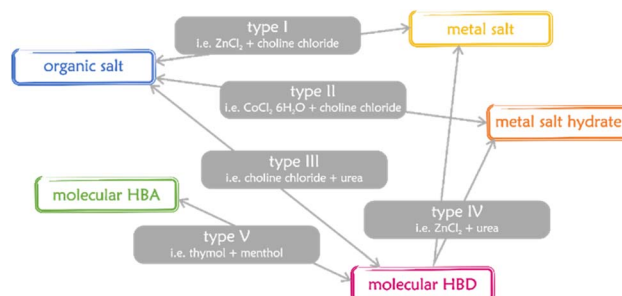 type I
i.e. ZnCl₂ + choline chloride
metal salt
organic salt
type II
i.e. CoCl₂ 6H₂O + choline chloride
metal salt hydrate
type III
i.e. choline chloride + urea
molecular HBA
type IV
i.e. ZnCl₂ + urea
type V
i.e. thymol + menthol
molecular HBD